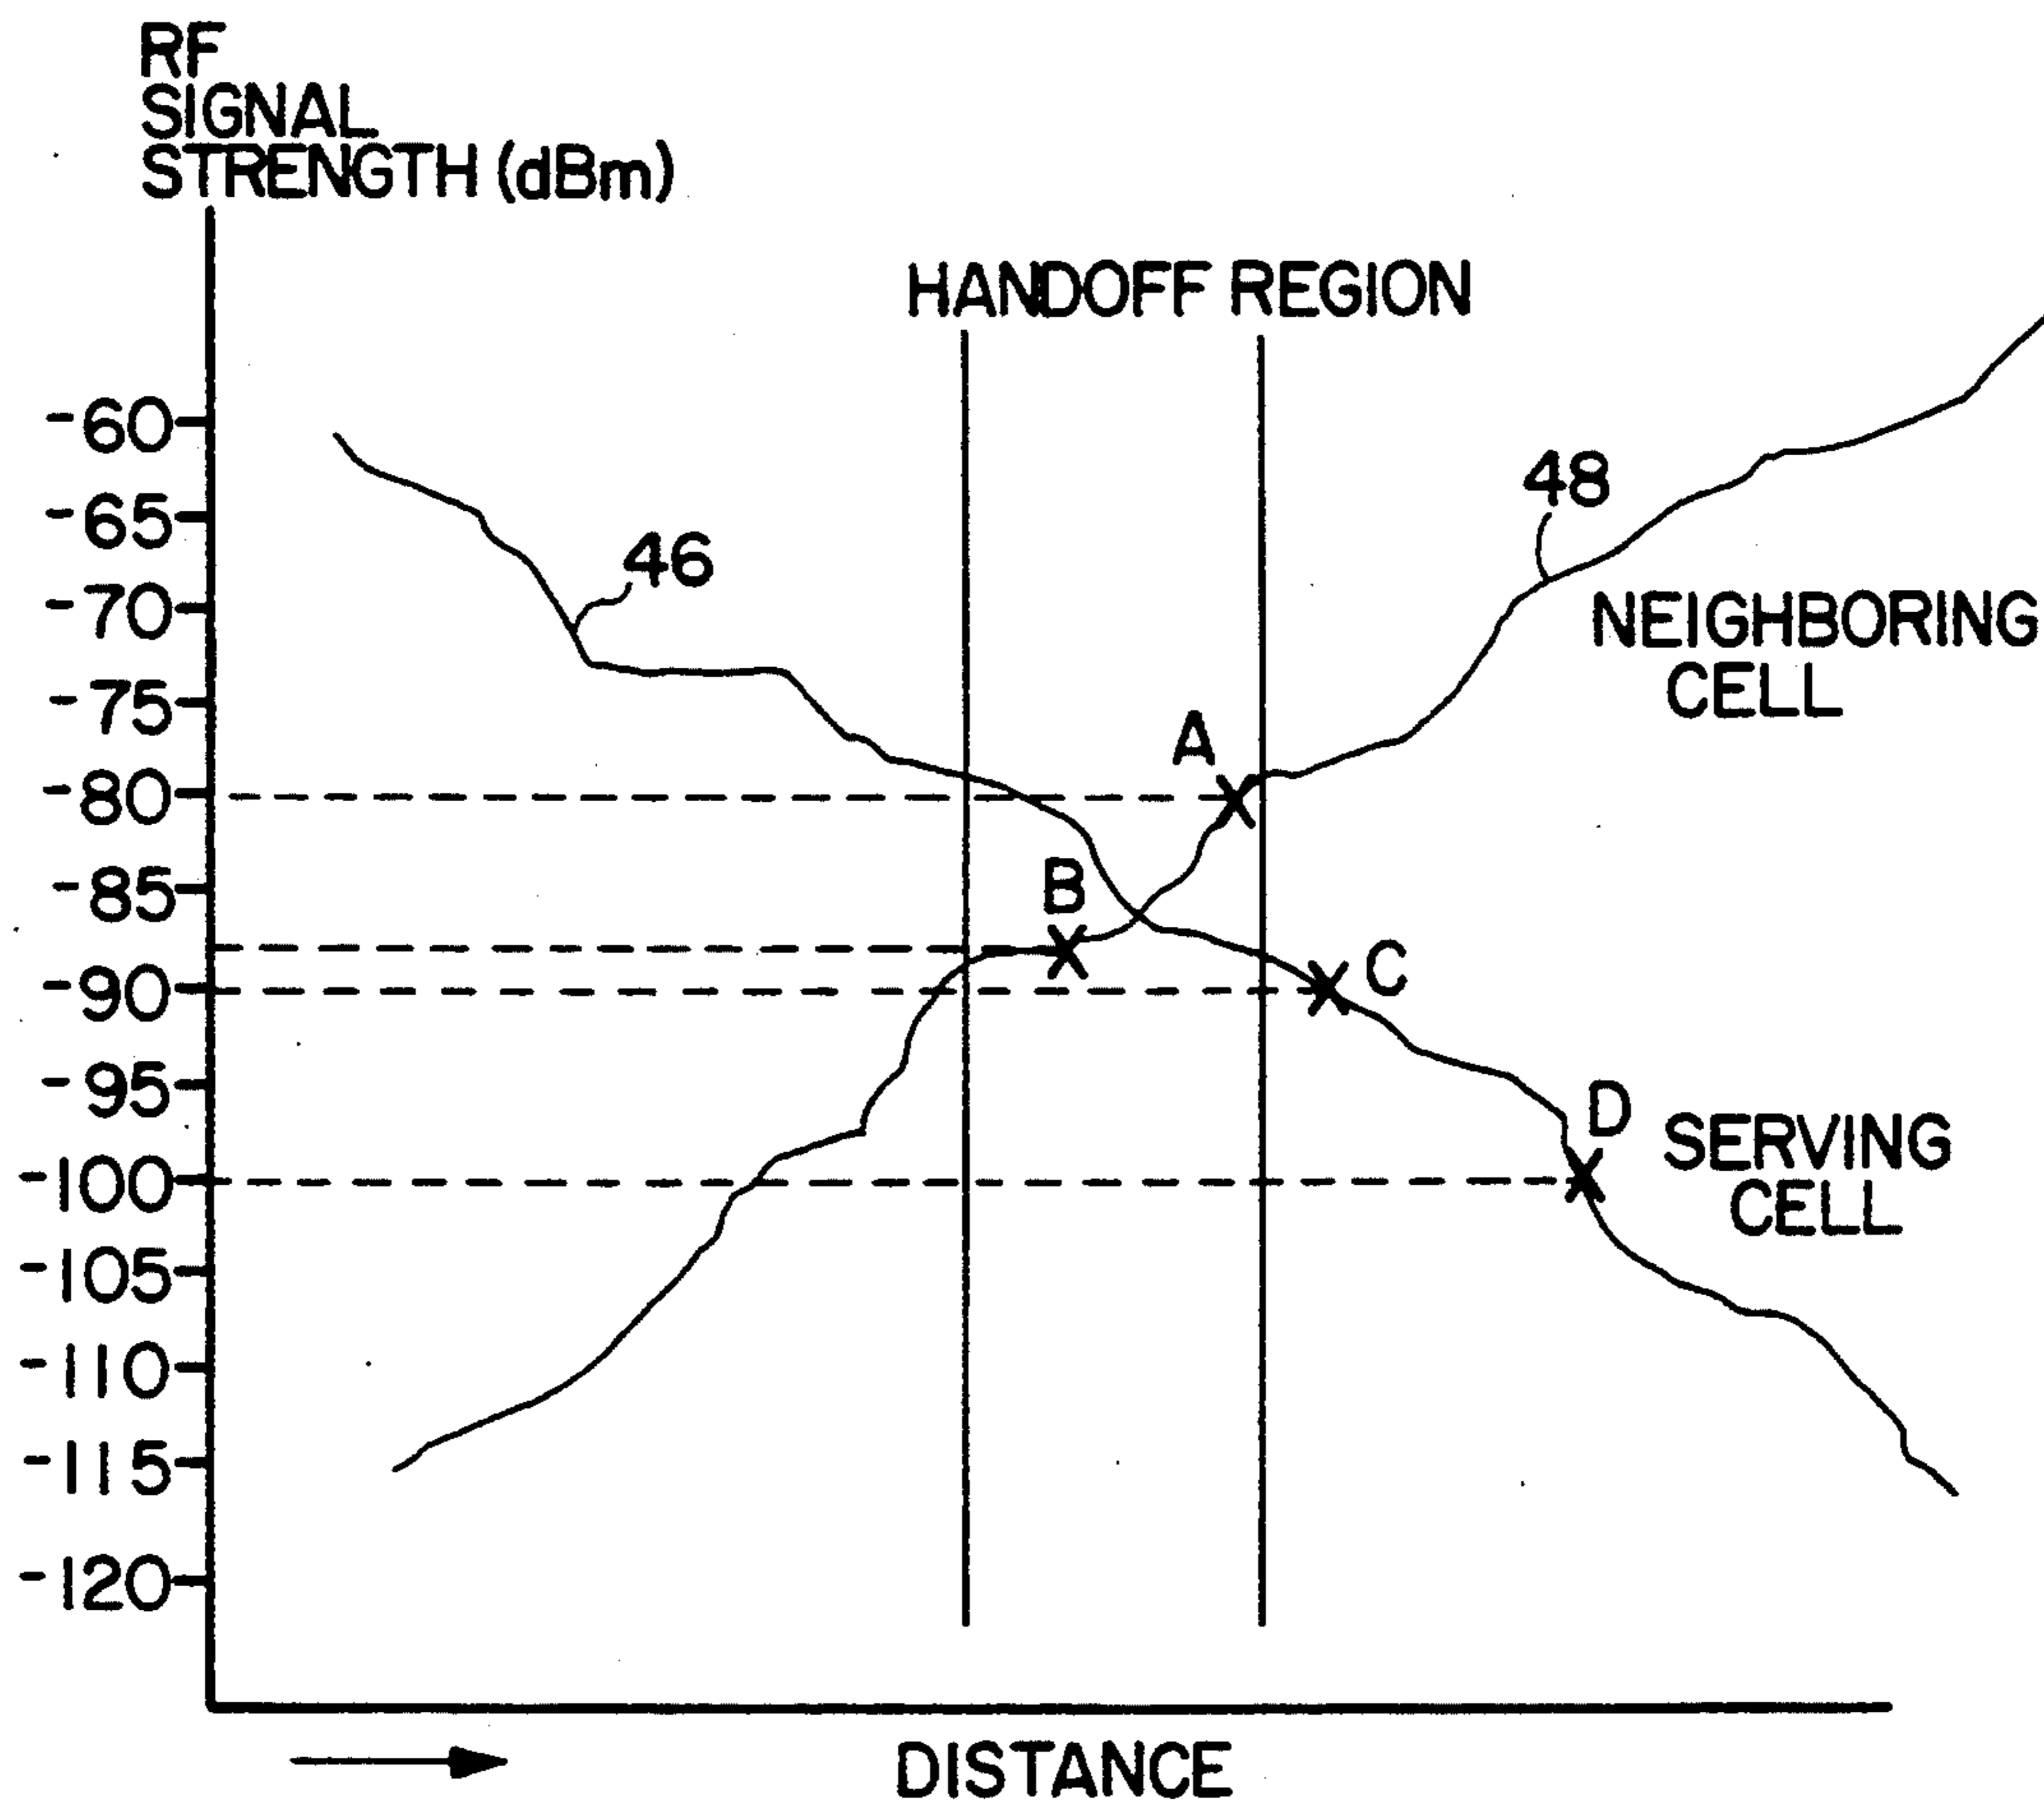 RF
SIGNAL
STRENGTH (dBm)
HANDOFF REGION
-60
-65
-70
-75
-80
-85
-90
-95
-100
-105
-110
-115
-120
46
48
NEIGHBORING
CELL
A
B
C
D
SERVING
CELL
DISTANCE